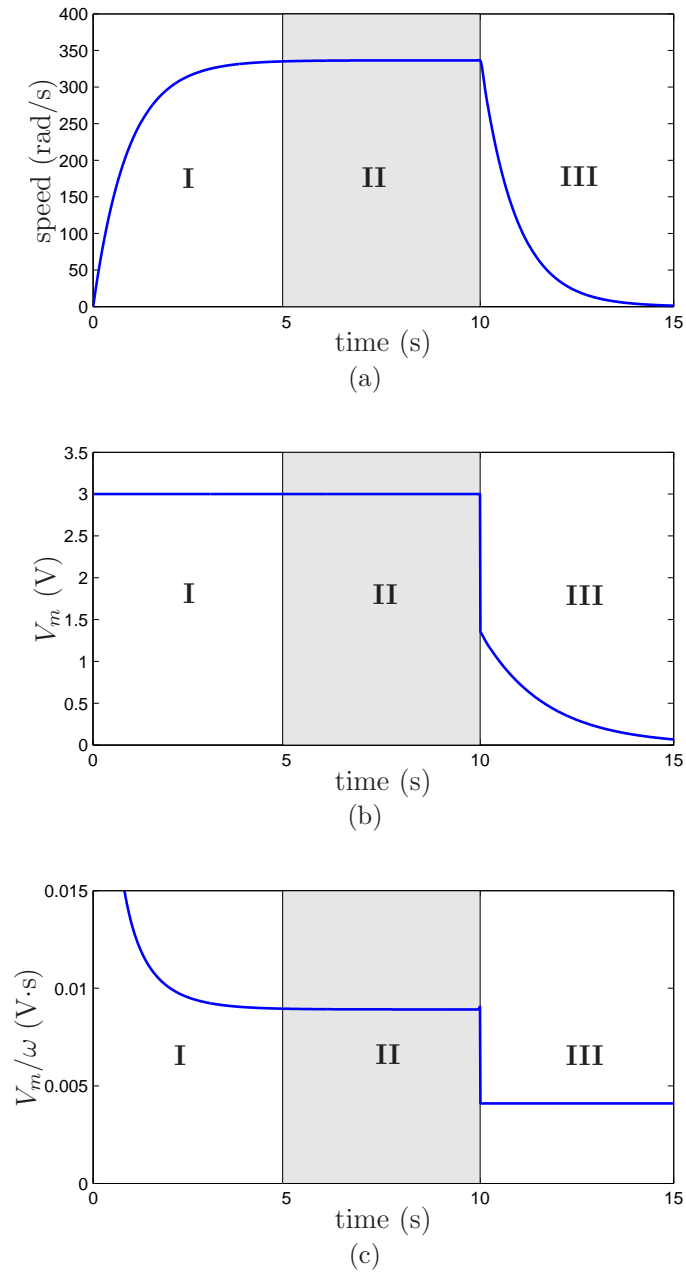 400
350
300
250
200
150
100
50
0
speed (rad/s)
I
II
III
0 5 10 15
time (s)
(a)
3.5
3
2.5
2
1.5
1
0.5
0
V_m (V)
I
II
III
0 5 10 15
time (s)
(b)
0.015
0.01
0.005
0
V_m/ω (V·s)
I
II
III
0 5 10 15
time (s)
(c)